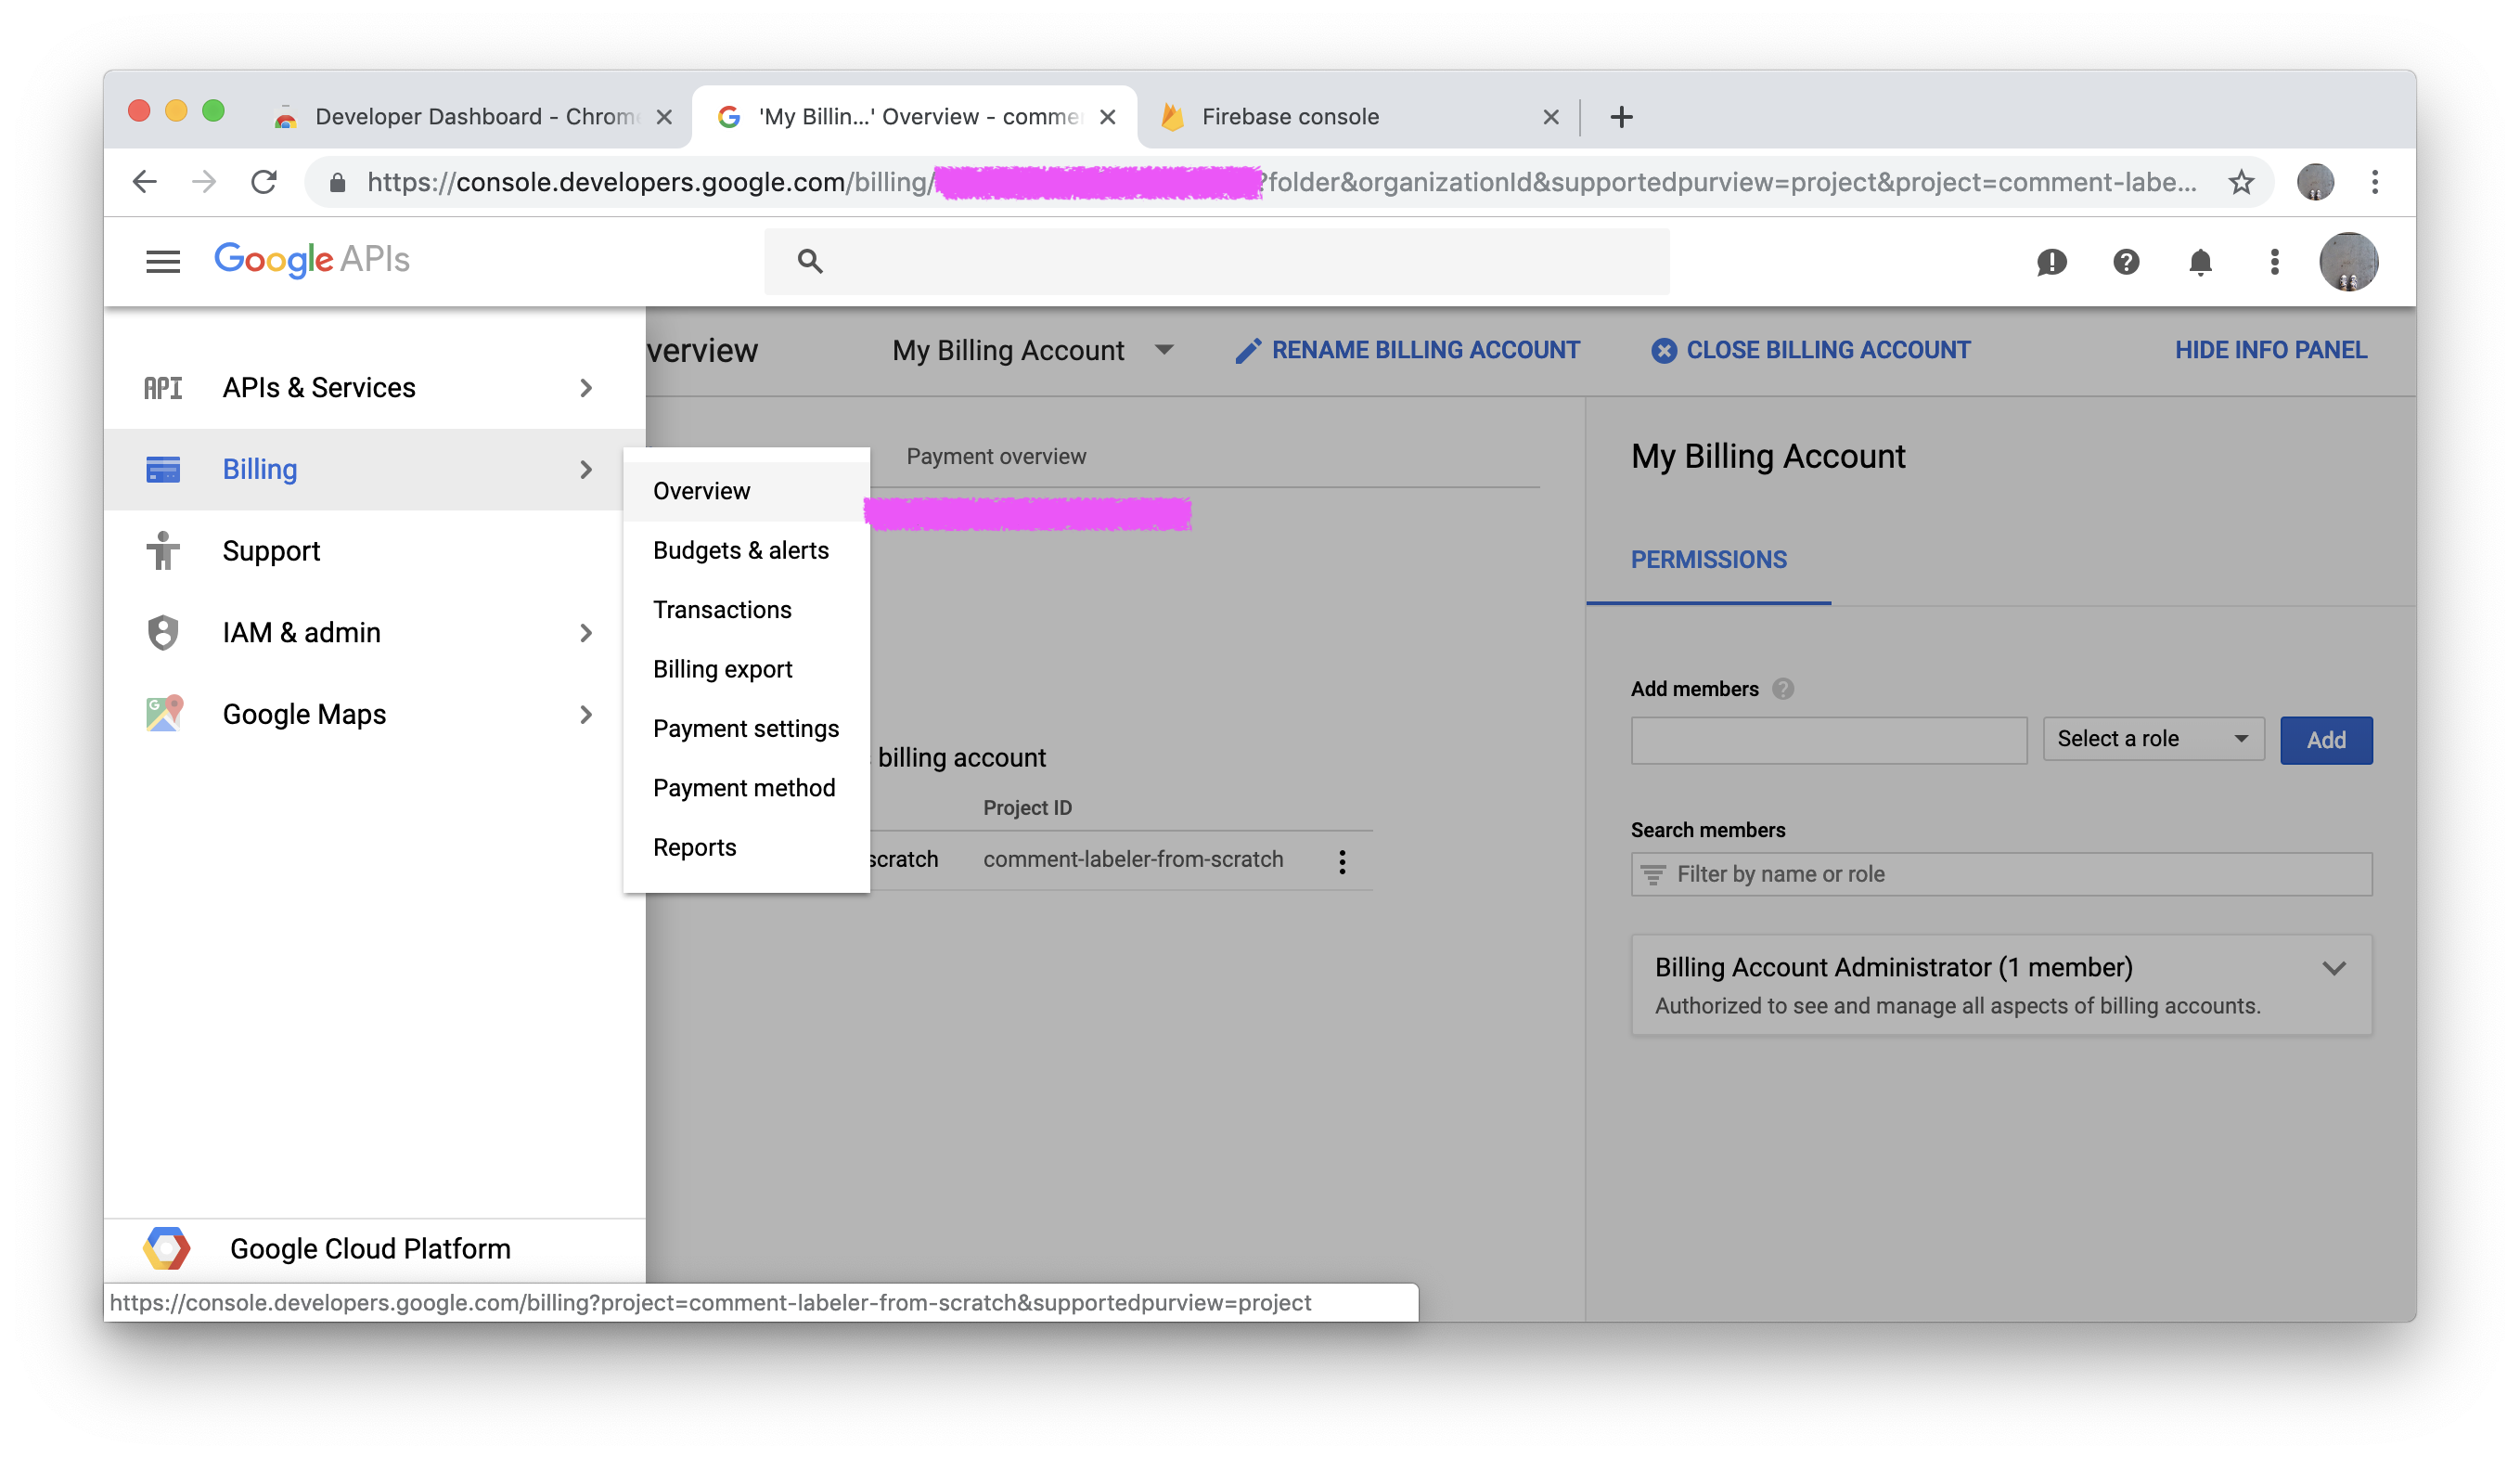 Developer Dashboard - Chrom
'My Billin...' Overview - comme
Firebase console
https://console.developers.google.com/billing/
?folder&organizationId&supportedpurview=project&project=comment-labe...
Google APIs
API
APIs & Services
Billing
Support
IAM & admin
Google Maps
Google Cloud Platform
Overview
Budgets & alerts
Transactions
Billing export
Payment settings
Payment method
Reports
verview
My Billing Account
RENAME BILLING ACCOUNT
CLOSE BILLING ACCOUNT
HIDE INFO PANEL
Payment overview
billing account
Project ID
scratch
comment-labeler-from-scratch
My Billing Account
PERMISSIONS
Add members
Select a role
Add
Search members
Filter by name or role
Billing Account Administrator (1 member)
Authorized to see and manage all aspects of billing accounts.
https://console.developers.google.com/billing?project=comment-labeler-from-scratch&supportedpurview=project